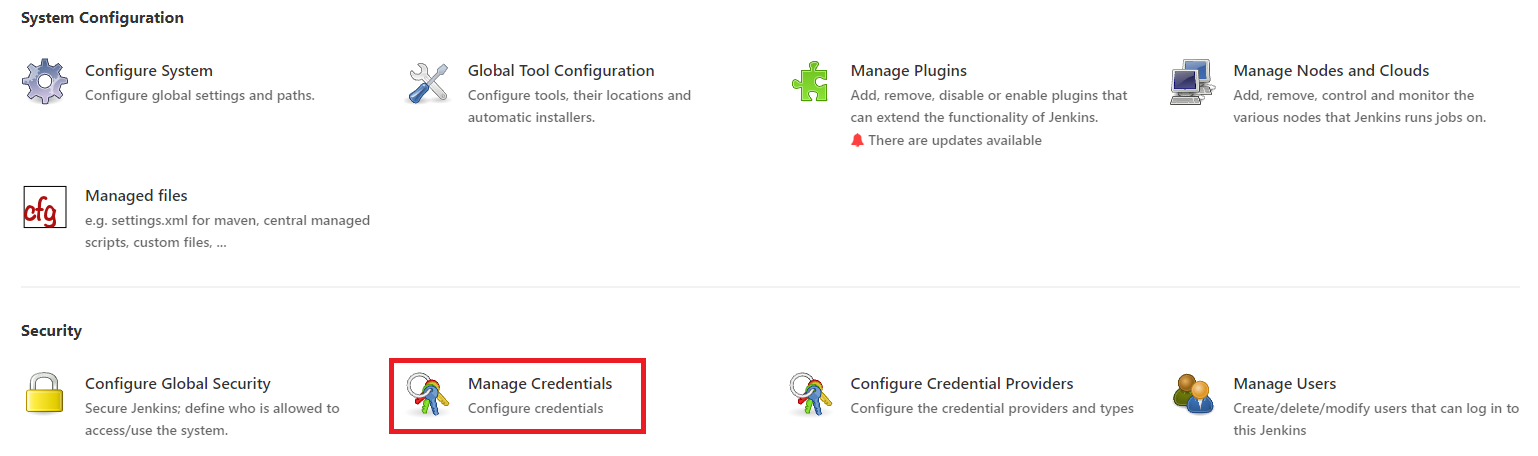 System Configuration
Configure System
Configure global settings and paths.
Global Tool Configuration
Configure tools, their locations and
automatic installers.
Manage Plugins
Add, remove, disable or enable plugins that
can extend the functionality of Jenkins.
There are updates available
Manage Nodes and Clouds
Add, remove, control and monitor the
various nodes that Jenkins runs jobs on.
cfg
Managed files
e.g. settings.xml for maven, central managed
scripts, custom files, ...
Security
Configure Global Security
Secure Jenkins; define who is allowed to
access/use the system.
Manage Credentials
Configure credentials
Configure Credential Providers
Configure the credential providers and types
Manage Users
Create/delete/modify users that can log in to
this Jenkins